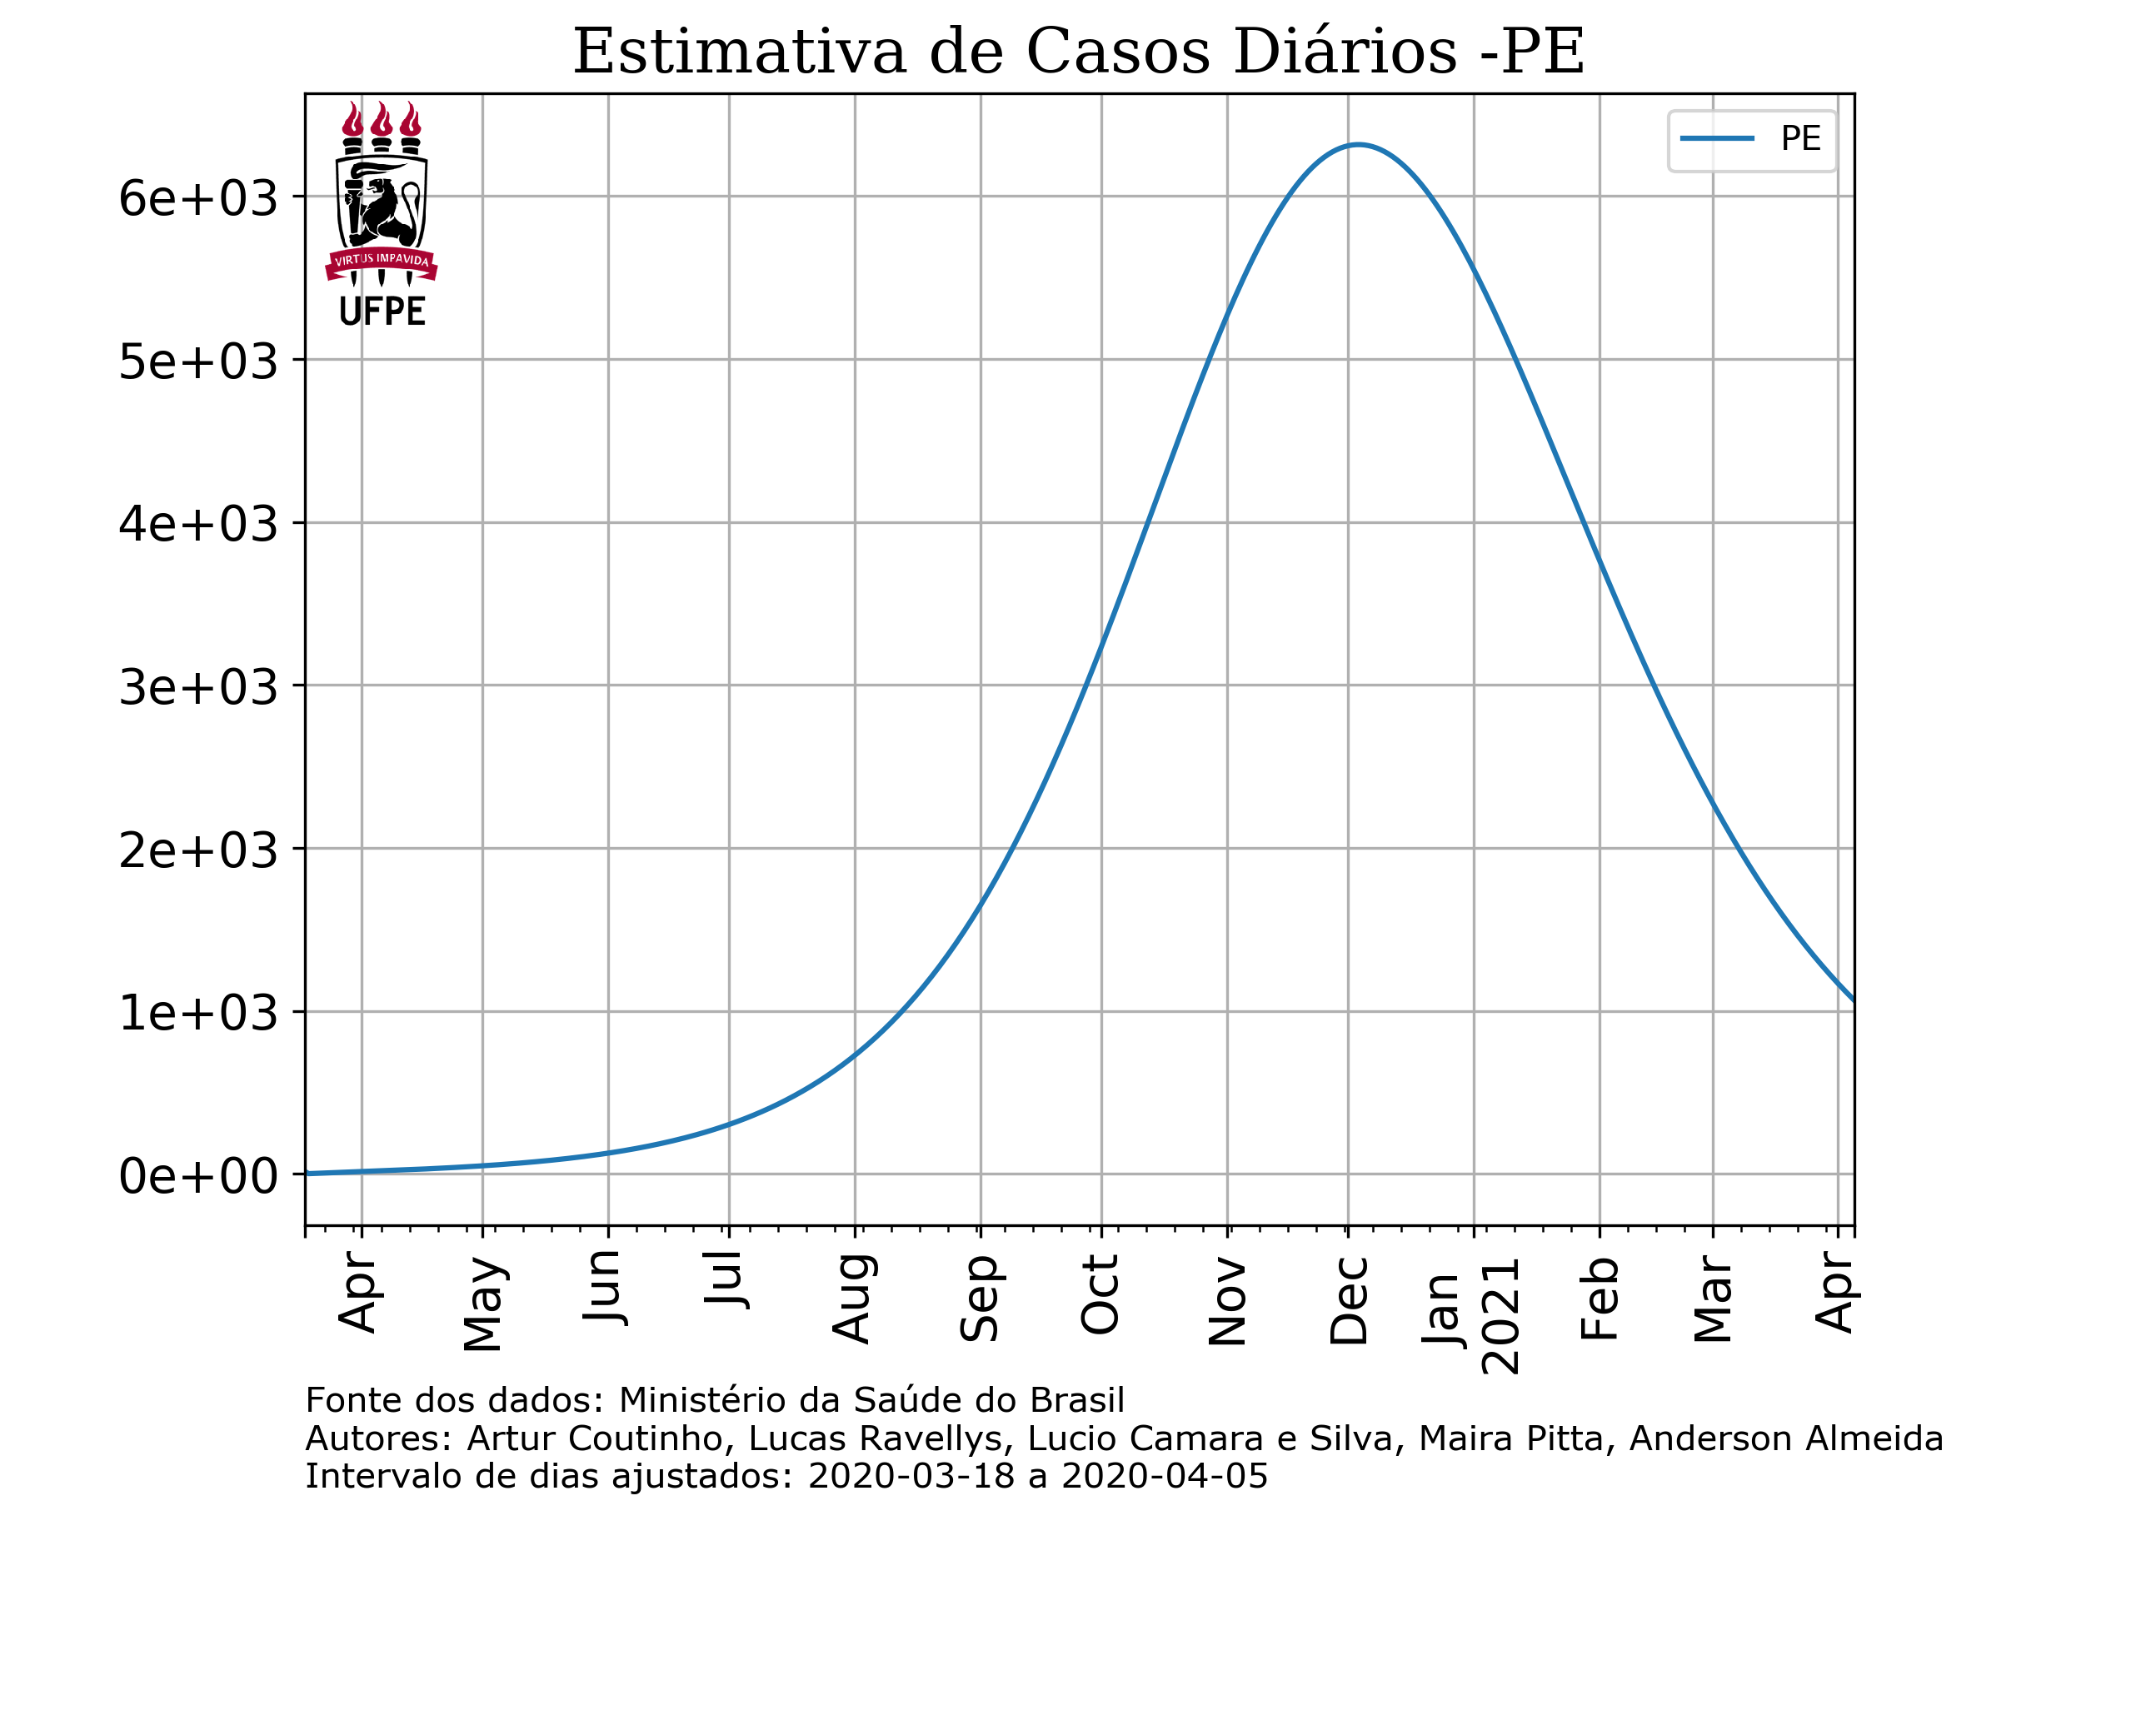 Estimativa de Casos Diários -PE
PE
VIRTUS IMPAVIDA
UFPE
6e+03
5e+03
4e+03
3e+03
2e+03
1e+03
0e+00
Apr
May
Jun
Jul
Aug
Sep
Oct
Nov
Dec
Jan
2021
Feb
Mar
Apr
Fonte dos dados: Ministério da Saúde do Brasil
Autores: Artur Coutinho, Lucas Ravellys, Lucio Camara e Silva, Maira Pitta, Anderson Almeida
Intervalo de dias ajustados: 2020-03-18 a 2020-04-05